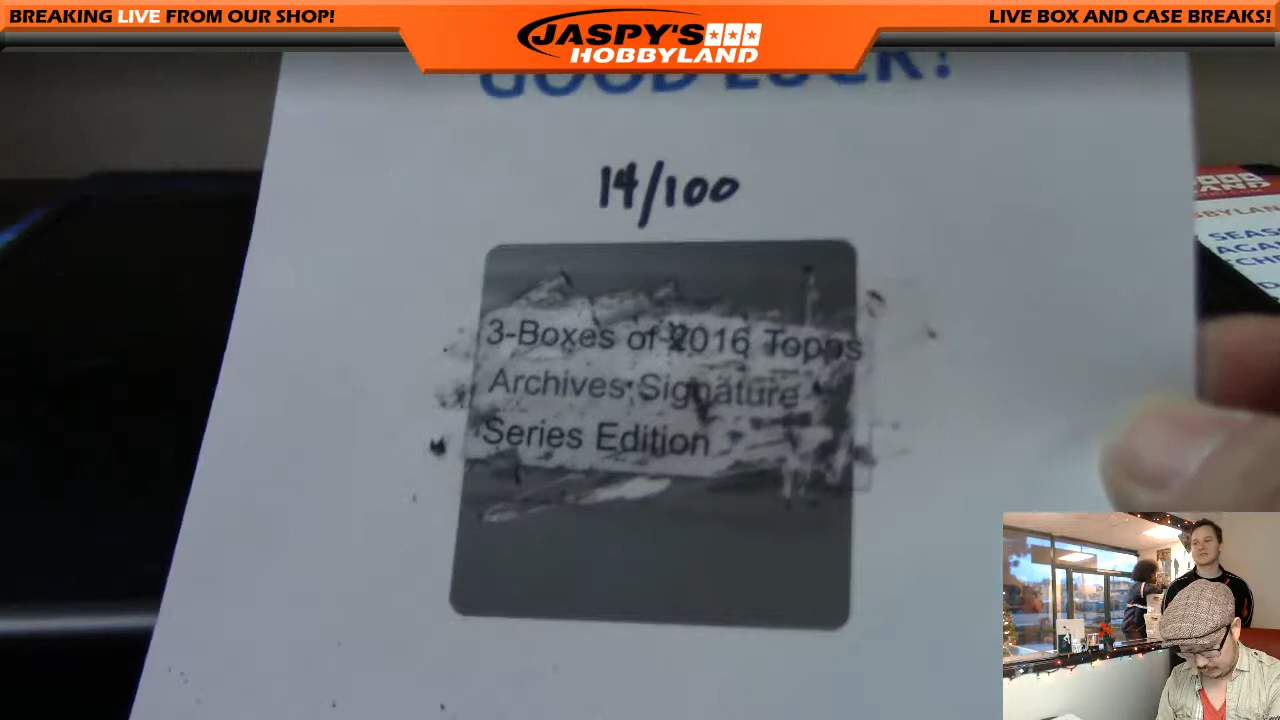 BREAKING LIVE FROM OUR SHOP!
JASPY'S
HOBBYLAND
LIVE BOX AND CASE BREAKS!
GOOD LUCK!
14/100
3-Boxes of 2016 Topps
Archives Signature
Series Edition